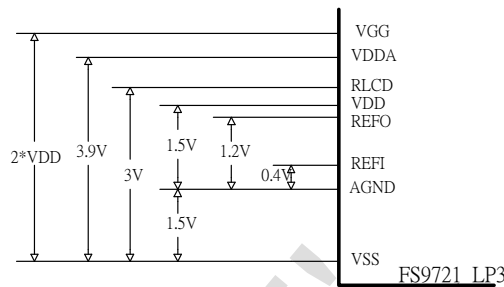 VGG
VDDA
RLCD
VDD
REFO
2*VDD
3.9V
3V
1.5V
1.2V
0.4V
REFI
AGND
1.5V
VSS
FS9721_LP3